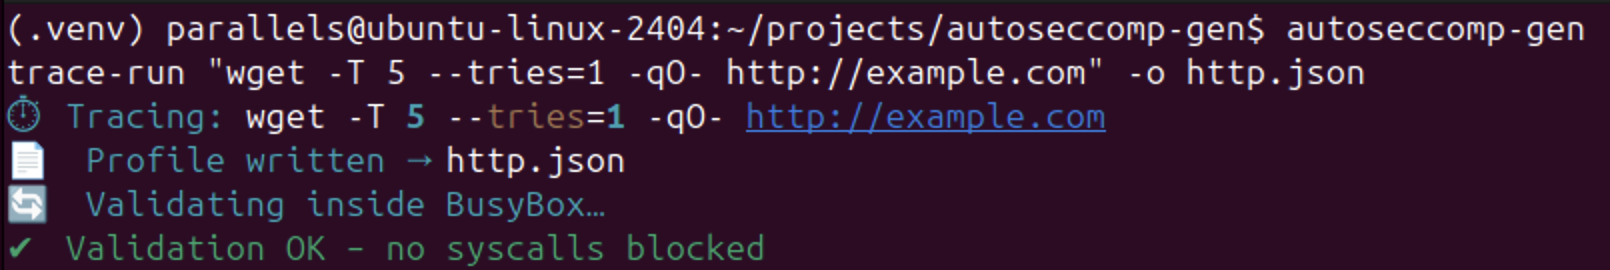 (.venv) parallels@ubuntu-linux-2404:~/projects/autoseccomp-gen$ autoseccomp-gen
trace-run "wget -T 5 --tries=1 -qO- http://example.com" -o http.json
⏱ Tracing: wget -T 5 --tries=1 -qO- http://example.com
📄 Profile written → http.json
🔄 Validating inside BusyBox…
✔ Validation OK – no syscalls blocked